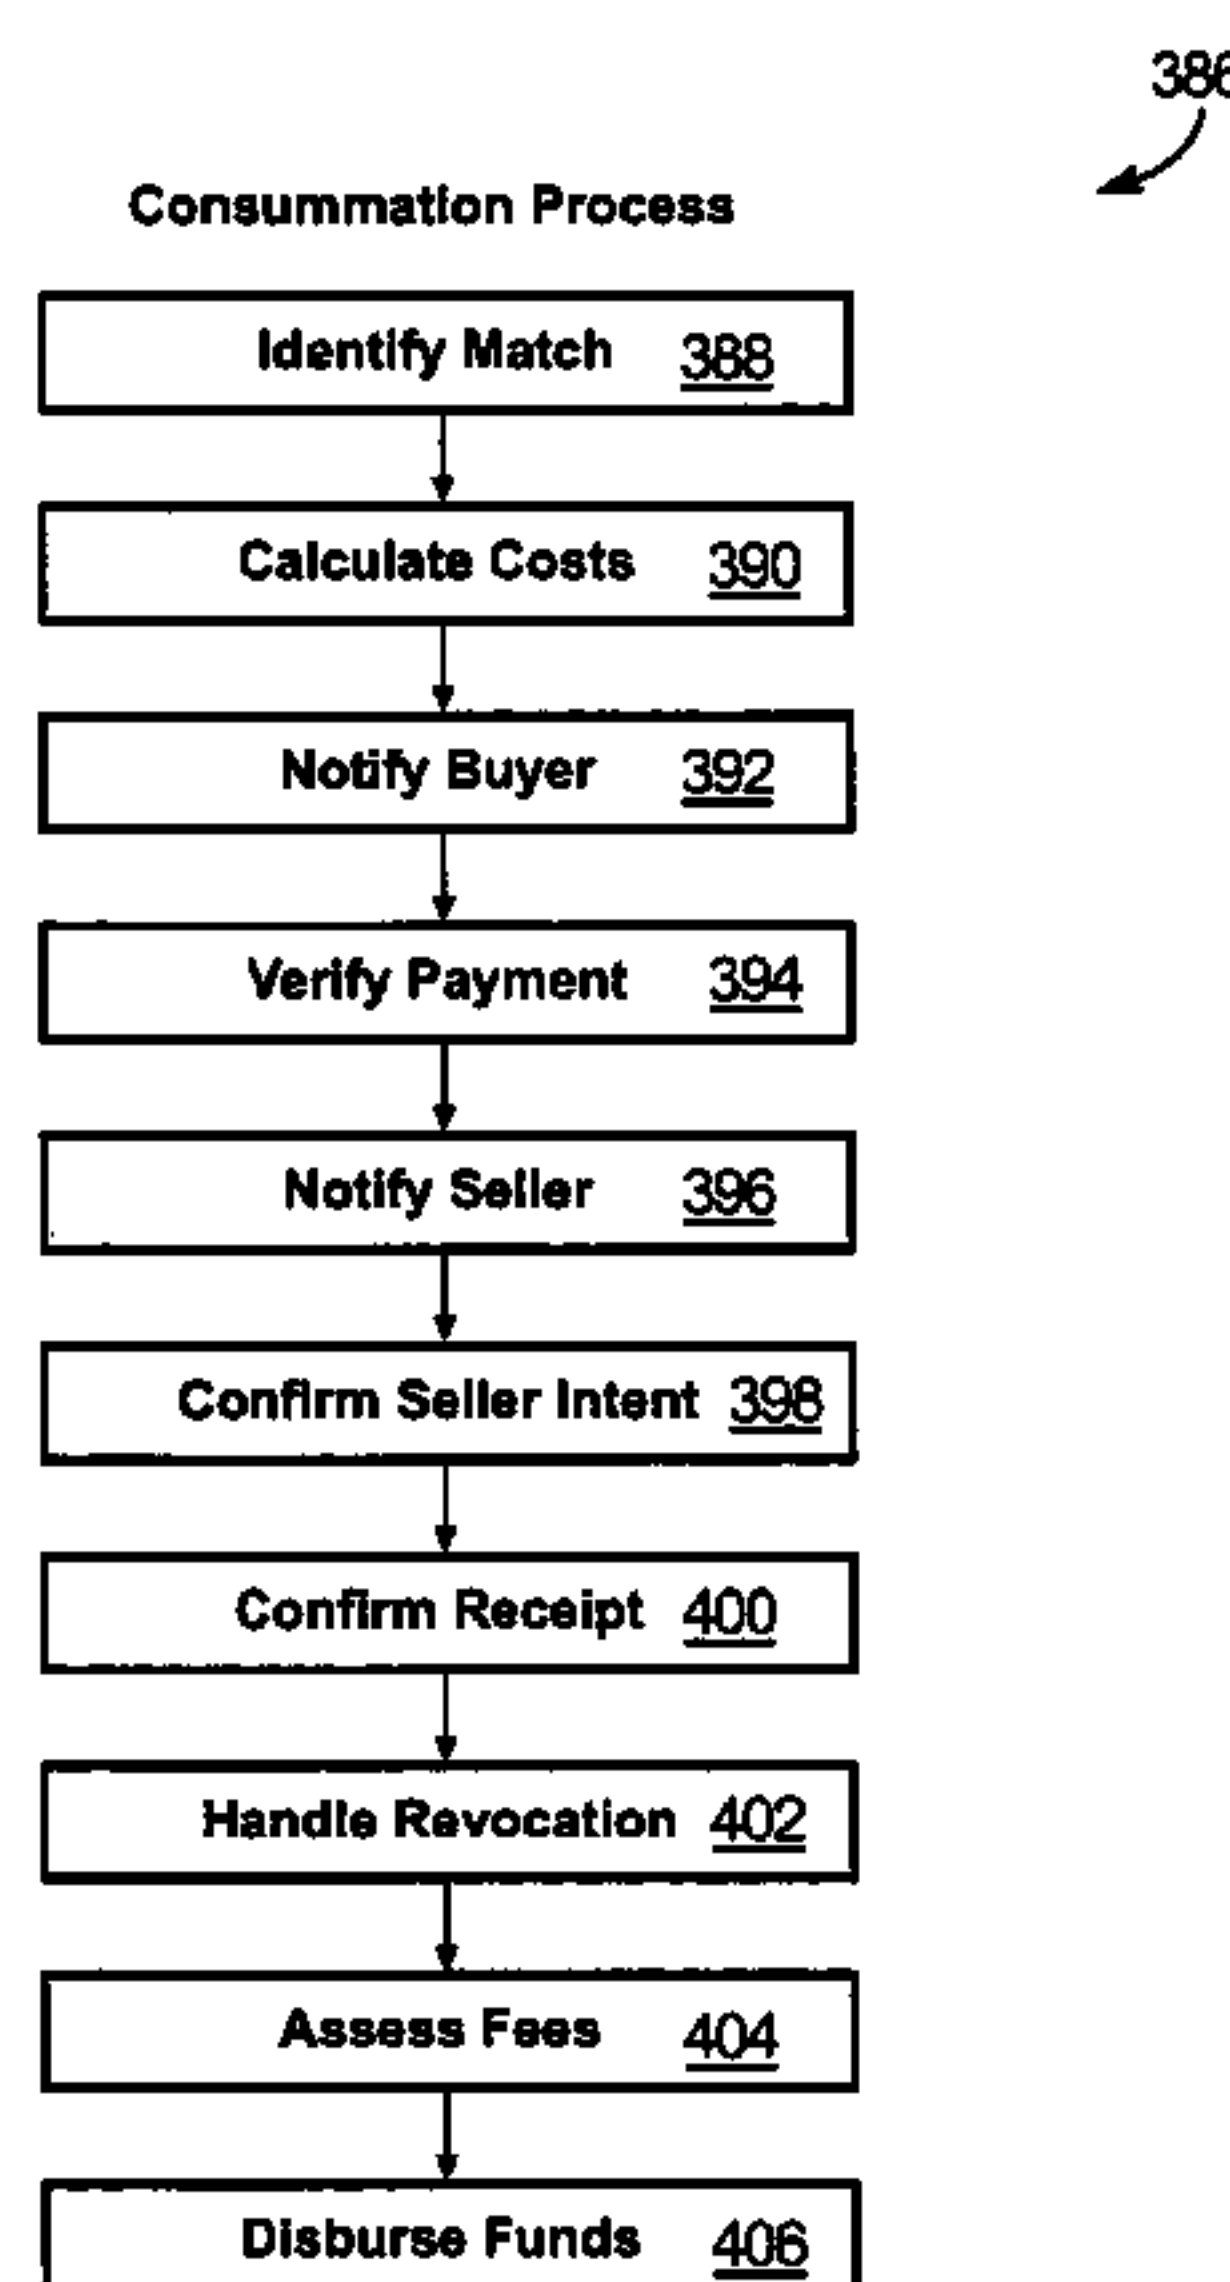 386
Consummation Process
Identify Match 388
Calculate Costs 390
Notify Buyer 392
Verify Payment 394
Notify Seller 396
Confirm Seller Intent 398
Confirm Receipt 400
Handle Revocation 402
Assess Fees 404
Disburse Funds 406